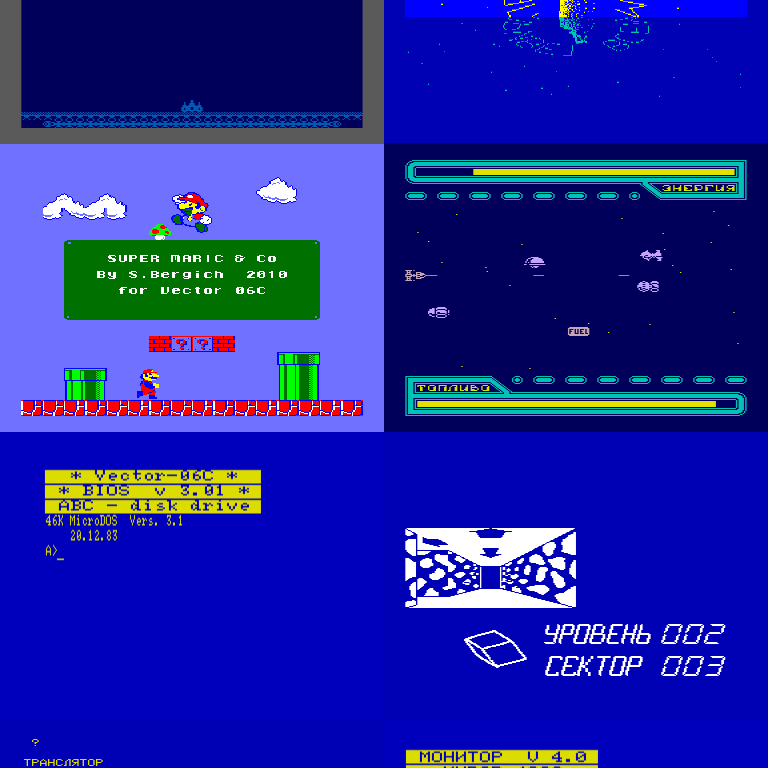 SUPER MARIC & Co
By S.Bergich 2010
for Vector 06C
? ?
ЭНЕРГИЯ
FUEL
ТОПЛИВО
* Vector-06C *
* BIOS v 3.01 *
ABC - disk drive
46K MicroDOS Vers. 3.1
20.12.83
A>_
УРОВЕНЬ 002
СЕКТОР 003
?
ТРАНСЛЯТОР
МОНИТОР V 4.0